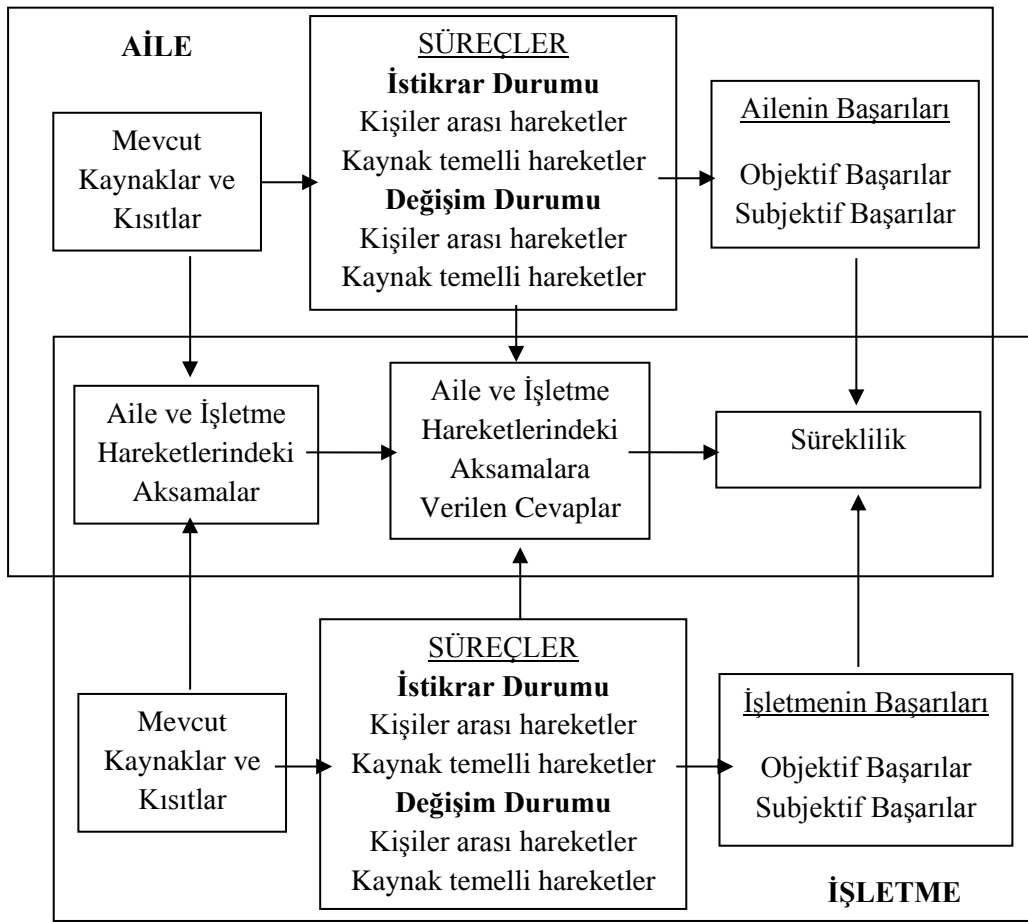 AİLE
Mevcut
Kaynaklar ve
Kısıtlar
SÜREÇLER
İstikrar Durumu
Kişiler arası hareketler
Kaynak temelli hareketler
Değişim Durumu
Kişiler arası hareketler
Kaynak temelli hareketler
Ailenin Başarıları
Objektif Başarılar
Subjektif Başarılar
Aile ve İşletme
Hareketlerindeki
Aksamalar
Aile ve İşletme
Hareketlerindeki
Aksamalara
Verilen Cevaplar
Süreklilik
Mevcut
Kaynaklar ve
Kısıtlar
SÜREÇLER
İstikrar Durumu
Kişiler arası hareketler
Kaynak temelli hareketler
Değişim Durumu
Kişiler arası hareketler
Kaynak temelli hareketler
İşletmenin Başarıları
Objektif Başarılar
Subjektif Başarılar
İŞLETME